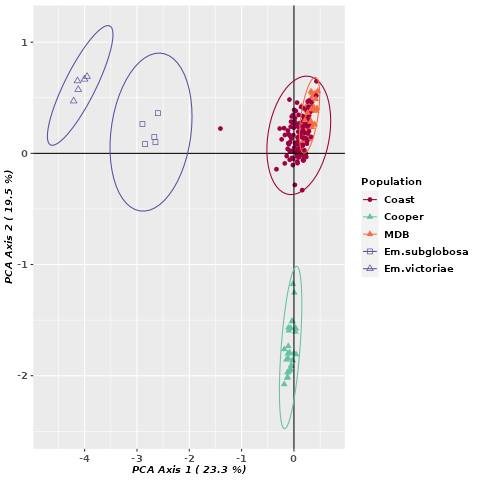 1
0
-1
-2
-4
-3
-2
-1
0
PCA Axis 1 ( 23.3 %)
PCA Axis 2 ( 19.5 %)
Population
Coast
Cooper
MDB
Em.subglobosa
Em.victoriae